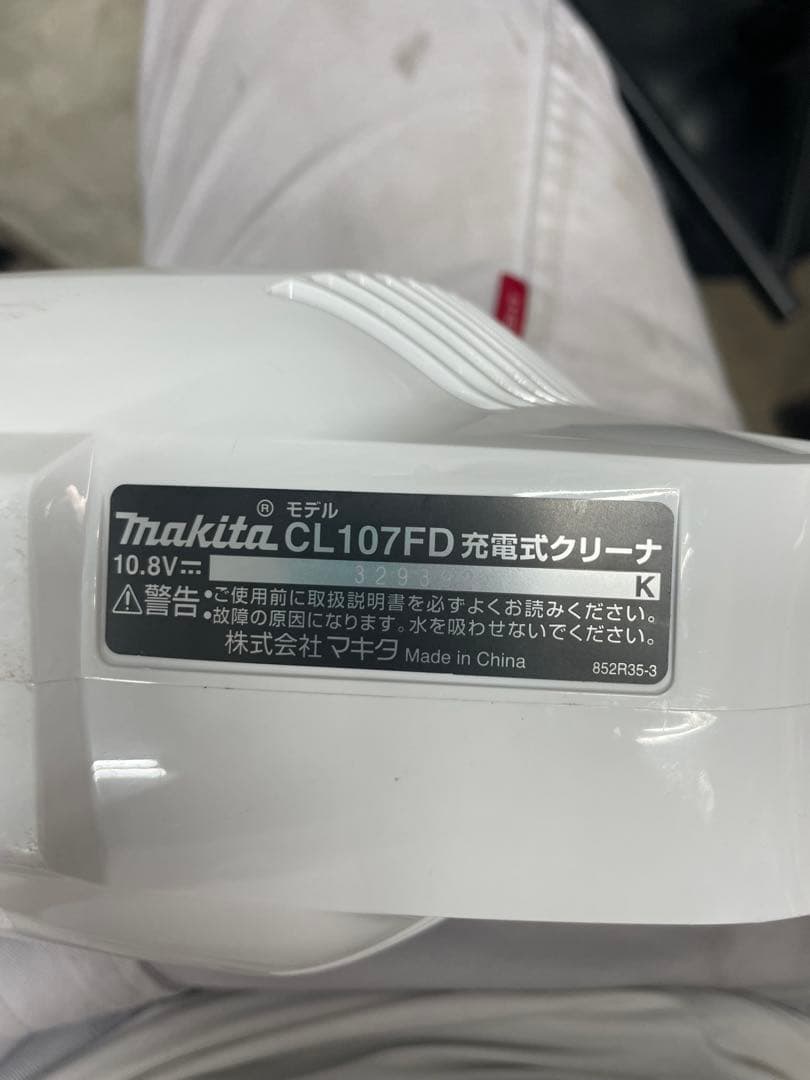 makita® モデル CL107FD 充電式クリーナ
10.8V⎓ K
⚠警告 •ご使用前に取扱説明書を必ずよくお読みください。
•故障の原因になります。水を吸わせないでください。
株式会社 マキタ Made in China 852R35-3